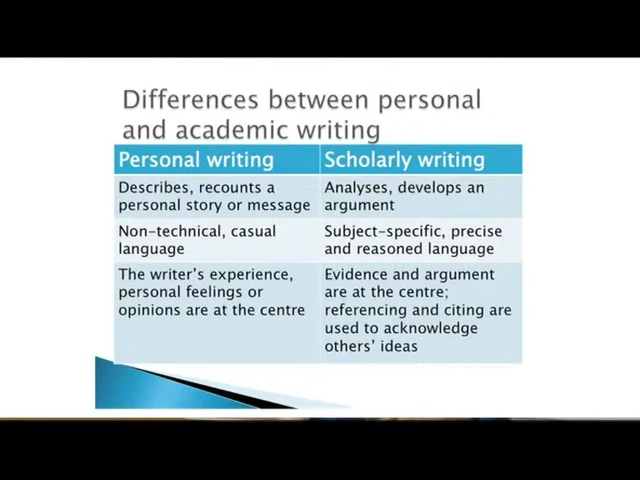 Differences between personal
and academic writing
Personal writing
Scholarly writing
Describes, recounts a
personal story or message
Analyses, develops an
argument
Non-technical, casual
language
Subject-specific, precise
and reasoned language
The writer's experience,
personal feelings or
opinions are at the centre
Evidence and argument
are at the centre;
referencing and citing are
used to acknowledge
others' ideas